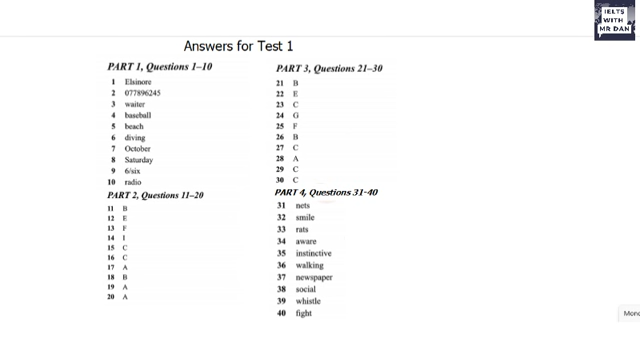 IELTS
WITH
MR DAN
Answers for Test 1
PART 1, Questions 1–10
1 Elsinore
2 077896245
3 waiter
4 baseball
5 beach
6 diving
7 October
8 Saturday
9 6/six
10 radio
PART 2, Questions 11–20
11 B
12 E
13 F
14 I
15 C
16 C
17 A
18 B
19 A
20 A
PART 3, Questions 21–30
21 B
22 E
23 C
24 G
25 F
26 B
27 C
28 A
29 C
30 C
PART 4, Questions 31-40
31 nets
32 smile
33 rats
34 aware
35 instinctive
36 walking
37 newspaper
38 social
39 whistle
40 fight